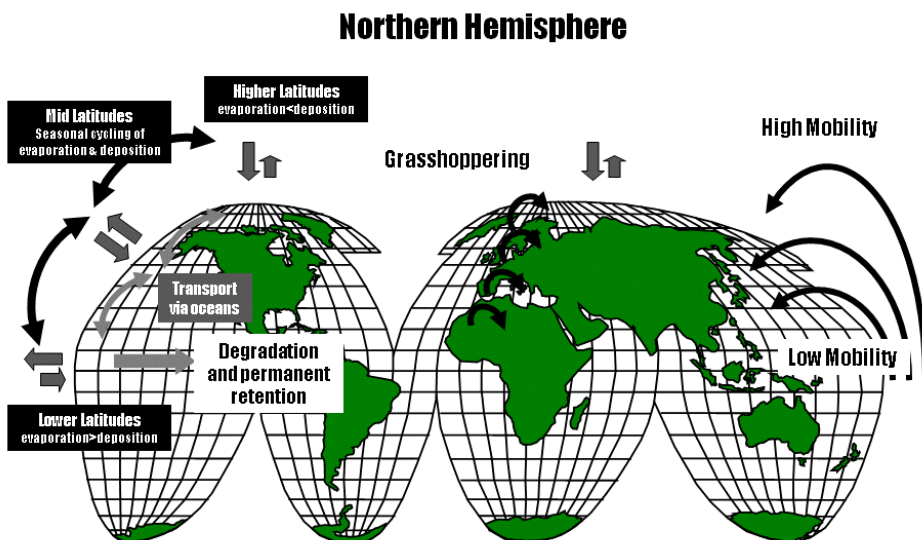 Northern Hemisphere
Higher Latitudes
evaporation<deposition
Mid Latitudes
Seasonal cycling of
evaporation & deposition
High Mobility
Grasshoppering
Transport
via oceans
Degradation
and permanent
retention
Low Mobility
Lower Latitudes
evaporation>deposition